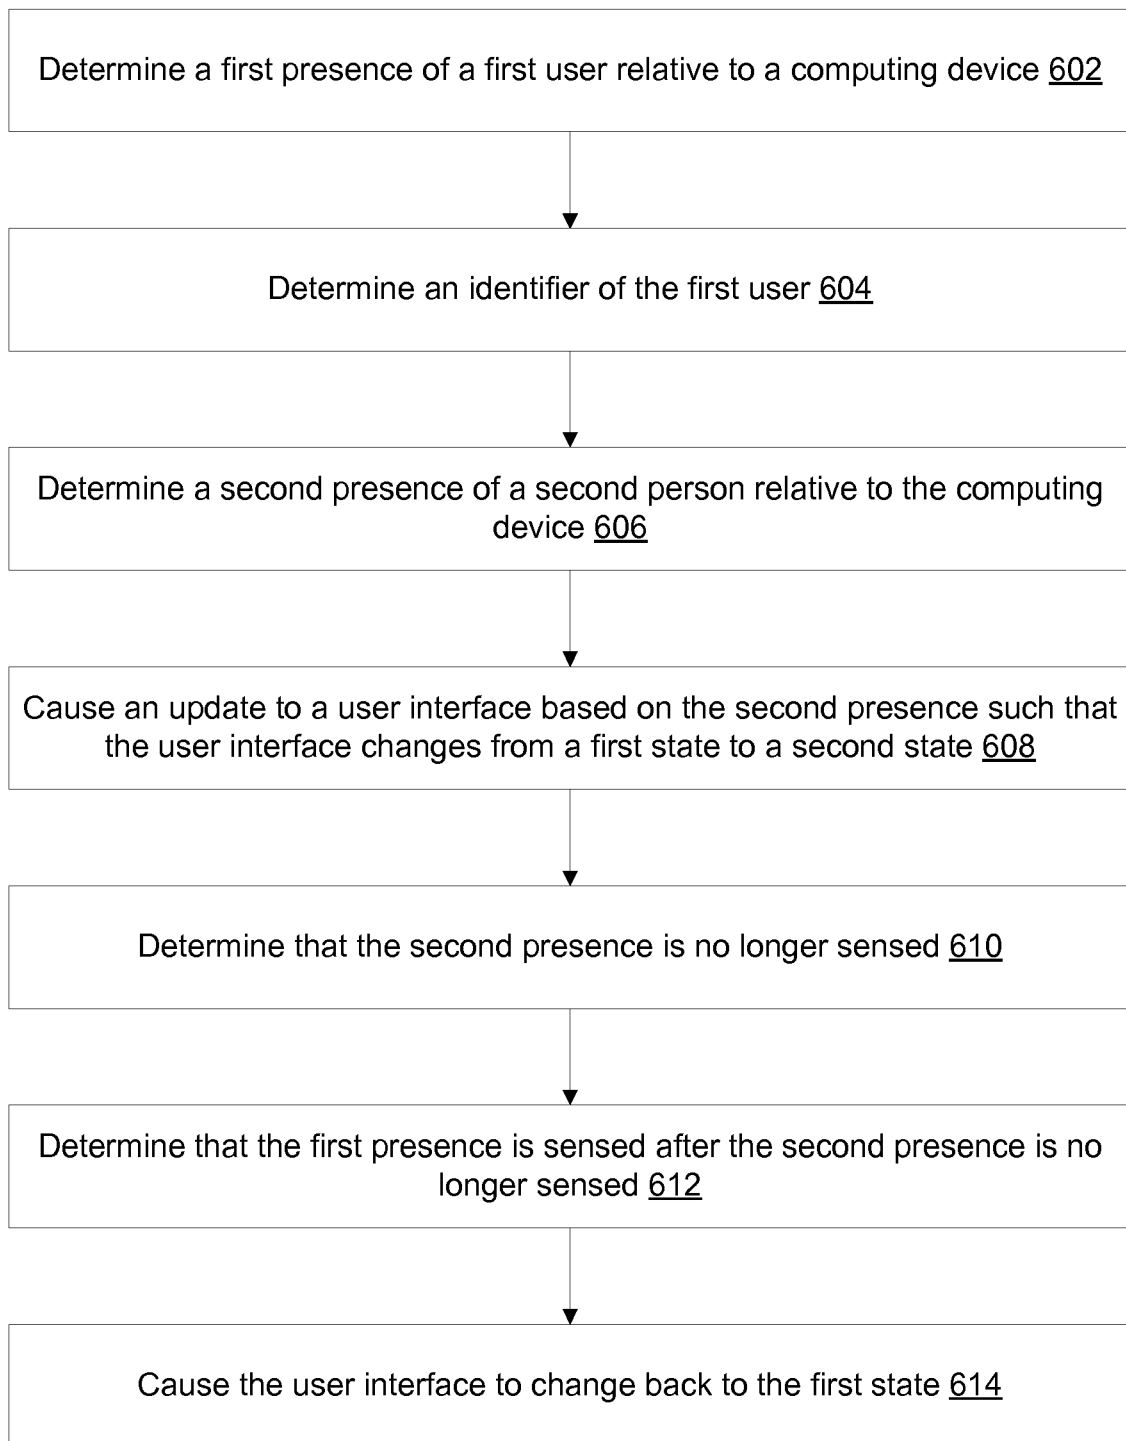 Determine a first presence of a first user relative to a computing device 602
Determine an identifier of the first user 604
Determine a second presence of a second person relative to the computing
device 606
Cause an update to a user interface based on the second presence such that
the user interface changes from a first state to a second state 608
Determine that the second presence is no longer sensed 610
Determine that the first presence is sensed after the second presence is no
longer sensed 612
Cause the user interface to change back to the first state 614